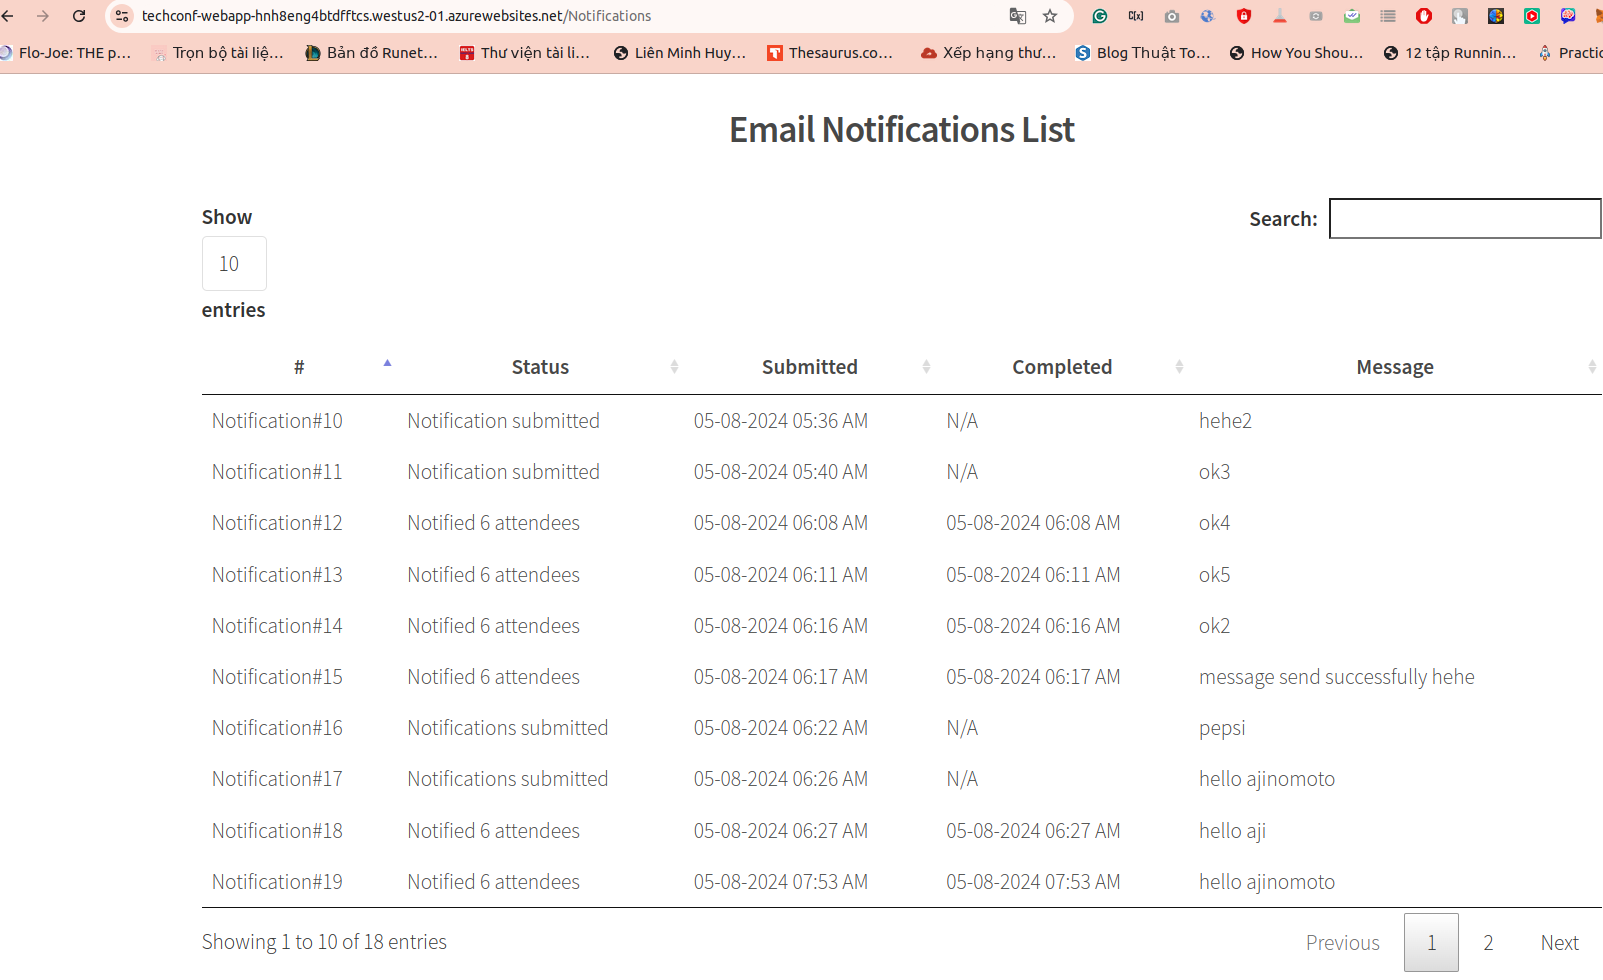 techconf-webapp-hnh8eng4btdfftcs.westus2-01.azurewebsites.net/Notifications
Flo-Joe: THE p... Trọn bộ tài liệ... Bản đồ Runet... Thư viện tài li... Liên Minh Huy... Thesaurus.co... Xếp hạng thư... Blog Thuật To... How You Shou... 12 tập Runnin... Practic
Email Notifications List
Show
10
entries
Search:
# Status Submitted Completed Message
Notification#10 Notification submitted 05-08-2024 05:36 AM N/A hehe2
Notification#11 Notification submitted 05-08-2024 05:40 AM N/A ok3
Notification#12 Notified 6 attendees 05-08-2024 06:08 AM 05-08-2024 06:08 AM ok4
Notification#13 Notified 6 attendees 05-08-2024 06:11 AM 05-08-2024 06:11 AM ok5
Notification#14 Notified 6 attendees 05-08-2024 06:16 AM 05-08-2024 06:16 AM ok2
Notification#15 Notified 6 attendees 05-08-2024 06:17 AM 05-08-2024 06:17 AM message send successfully hehe
Notification#16 Notifications submitted 05-08-2024 06:22 AM N/A pepsi
Notification#17 Notifications submitted 05-08-2024 06:26 AM N/A hello ajinomoto
Notification#18 Notified 6 attendees 05-08-2024 06:27 AM 05-08-2024 06:27 AM hello aji
Notification#19 Notified 6 attendees 05-08-2024 07:53 AM 05-08-2024 07:53 AM hello ajinomoto
Showing 1 to 10 of 18 entries
Previous 1 2 Next